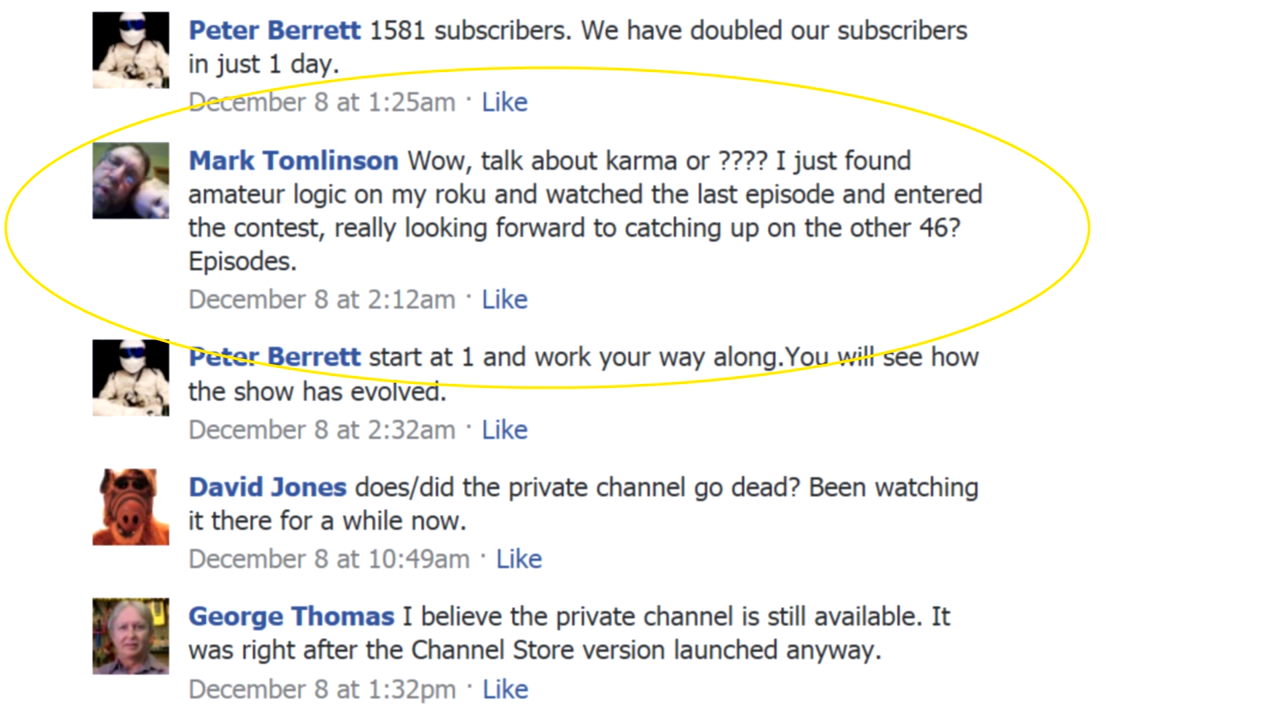 Peter Berrett 1581 subscribers. We have doubled our subscribers
in just 1 day.
December 8 at 1:25am · Like
Mark Tomlinson Wow, talk about karma or ???? I just found
amateur logic on my roku and watched the last episode and entered
the contest, really looking forward to catching up on the other 46?
Episodes.
December 8 at 2:12am · Like
Peter Berrett start at 1 and work your way along.You will see how
the show has evolved.
December 8 at 2:32am · Like
David Jones does/did the private channel go dead? Been watching
it there for a while now.
December 8 at 10:49am · Like
George Thomas I believe the private channel is still available. It
was right after the Channel Store version launched anyway.
December 8 at 1:32pm · Like